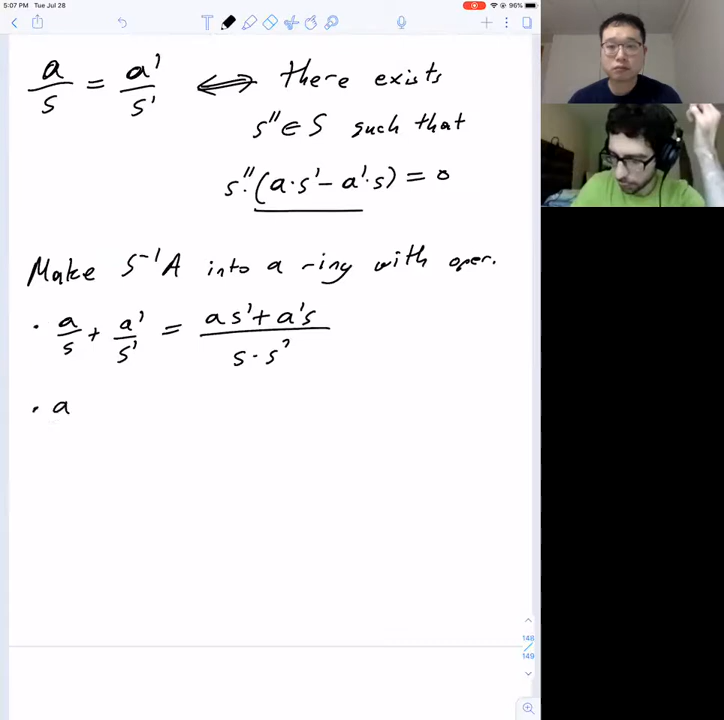 5:07 PM Tue Jul 28
96%
T
a/s = a'/s' ⟺ there exists
s'' ∈ S such that
s''·(a·s' − a'·s) = 0
Make S⁻¹A into a ring with oper.
· a/s + a'/s' = (as' + a's)/(s·s')
· a
148
149